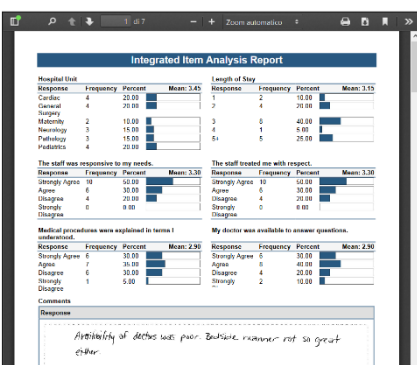 1 di 7 − + Zoom automatico
Integrated Item Analysis Report
Hospital Unit
Response Frequency Percent Mean: 3.45
Cardiac 4 20.00
General Surgery 4 20.00
Maternity 2 10.00
Neurology 3 15.00
Pathology 3 15.00
Pediatrics 4 20.00
Length of Stay
Response Frequency Percent Mean: 3.15
1 2 10.00
2 4 20.00
3 8 40.00
4 1 5.00
5+ 5 25.00
The staff was responsive to my needs.
Response Frequency Percent Mean: 3.30
Strongly Agree 10 50.00
Agree 6 30.00
Disagree 4 20.00
Strongly Disagree 0 0.00
The staff treated me with respect.
Response Frequency Percent Mean: 3.30
Strongly Agree 10 50.00
Agree 6 30.00
Disagree 4 20.00
Strongly Disagree 0 0.00
Medical procedures were explained in terms I
understood.
Response Frequency Percent Mean: 2.90
Strongly Agree 6 30.00
Agree 7 35.00
Disagree 6 30.00
Strongly Disagree 1 5.00
My doctor was available to answer questions.
Response Frequency Percent Mean: 2.90
Strongly Agree 6 30.00
Agree 8 40.00
Disagree 4 20.00
Strongly 2 10.00
Comments
Response
of doctors was poor. Bedside manner not so great
either.